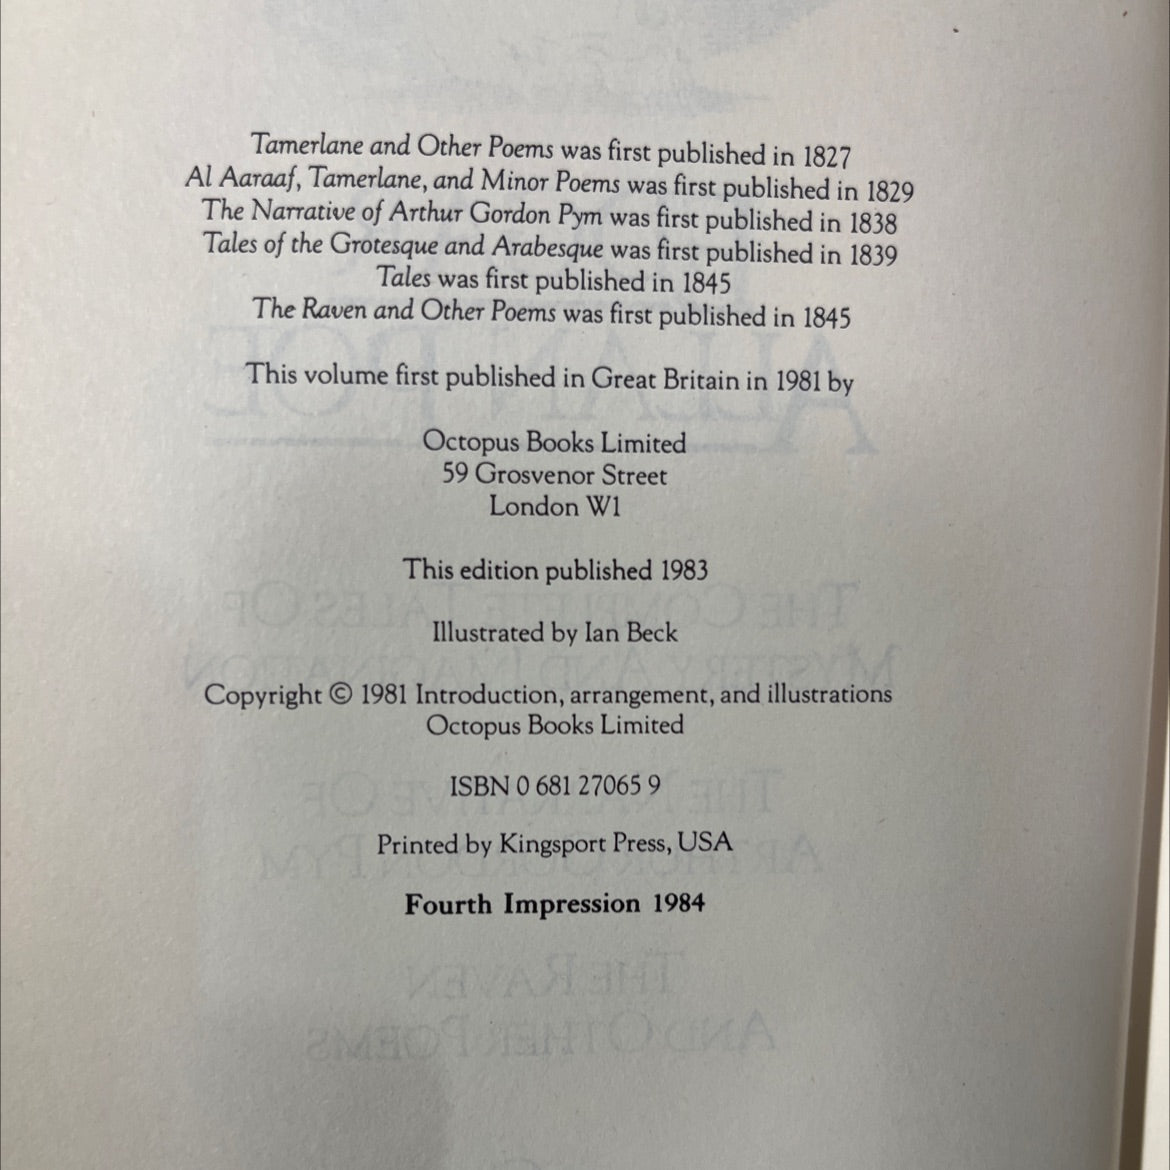 Tamerlane and Other Poems was first published in 1827
Al Aaraaf, Tamerlane, and Minor Poems was first published in 1829
The Narrative of Arthur Gordon Pym was first published in 1838
Tales of the Grotesque and Arabesque was first published in 1839
Tales was first published in 1845
The Raven and Other Poems was first published in 1845
This volume first published in Great Britain in 1981 by
Octopus Books Limited
59 Grosvenor Street
London W1
This edition published 1983
Illustrated by Ian Beck
Copyright © 1981 Introduction, arrangement, and illustrations
Octopus Books Limited
ISBN 0 681 27065 9
Printed by Kingsport Press, USA
Fourth Impression 1984